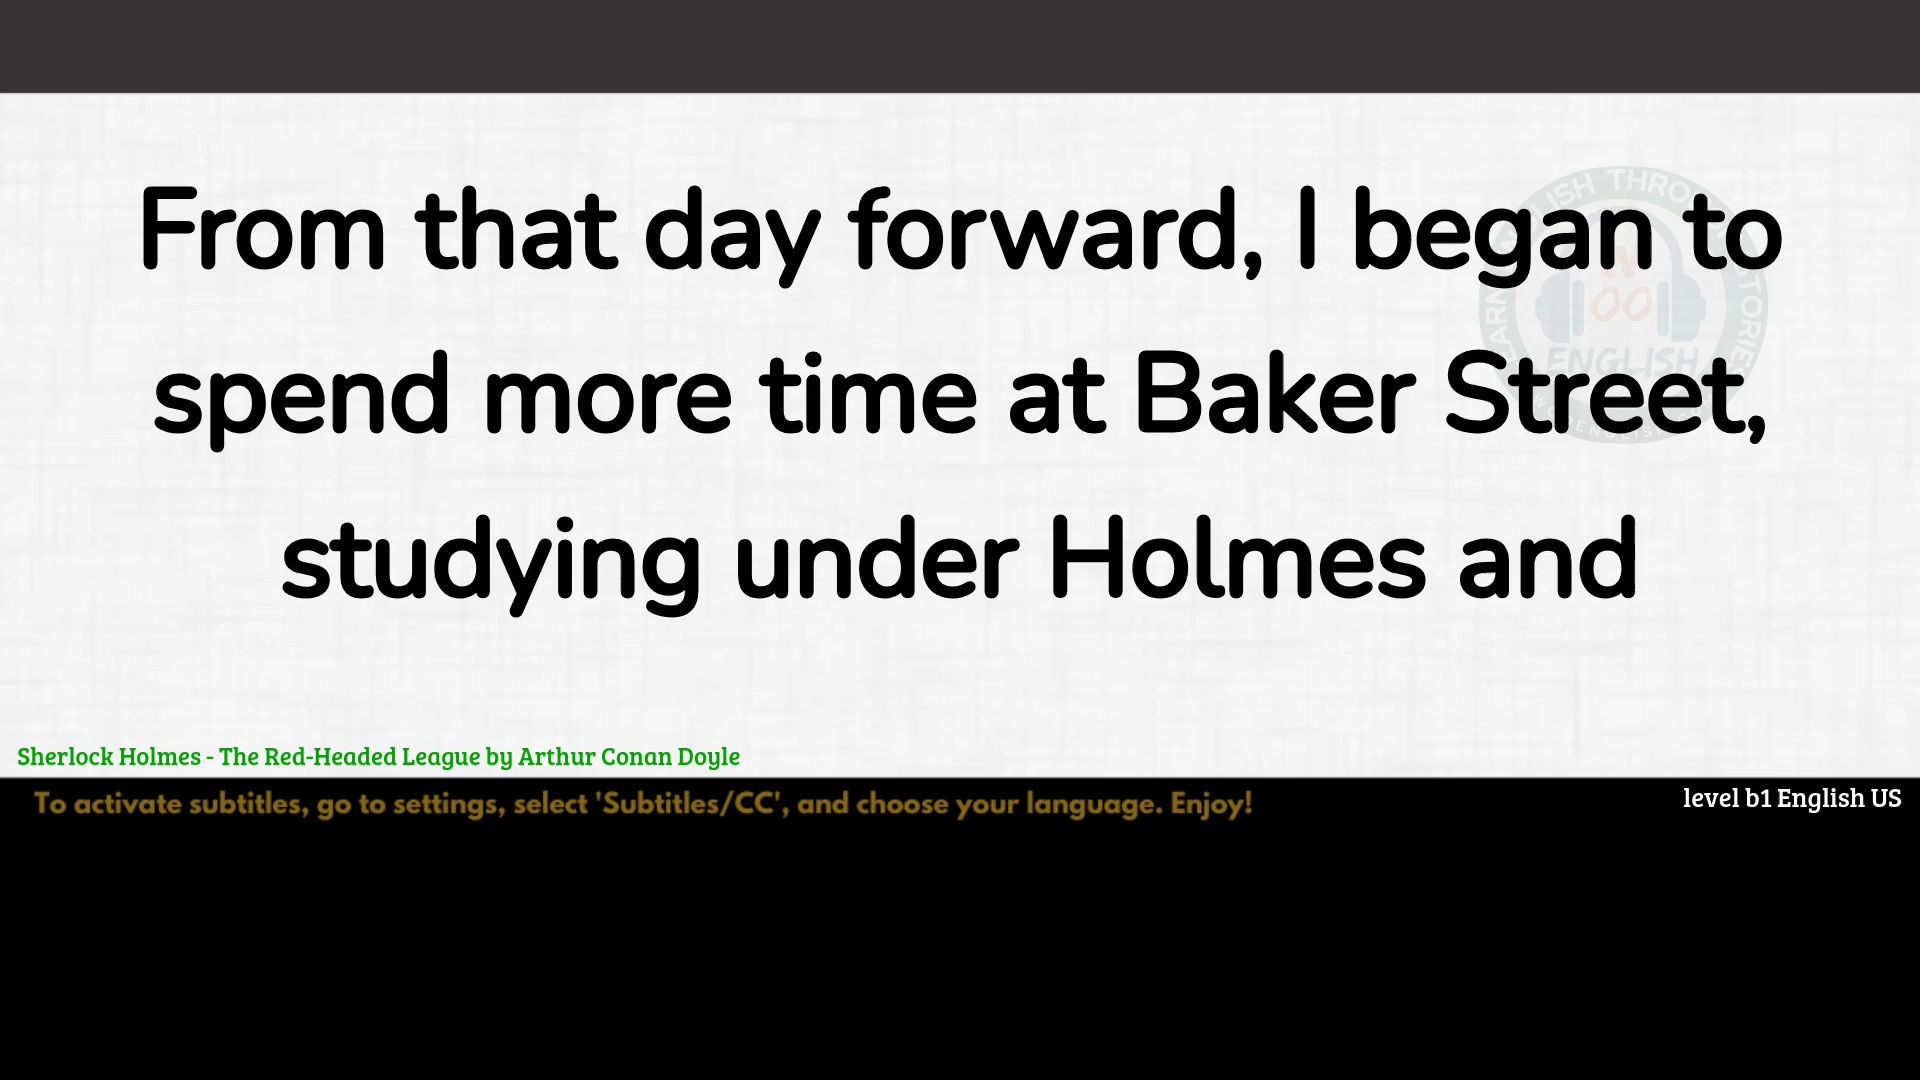 From that day forward, I began to
spend more time at Baker Street,
studying under Holmes and
ENGLISH
Sherlock Holmes - The Red-Headed League by Arthur Conan Doyle
To activate subtitles, go to settings, select 'Subtitles/CC', and choose your language. Enjoy!
level b1 English US